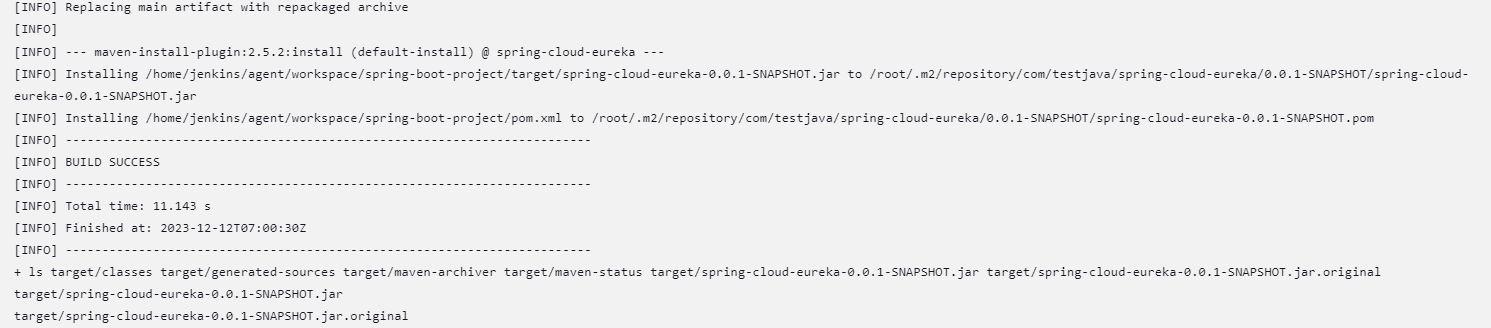 [INFO] Replacing main artifact with repackaged archive
[INFO]
[INFO] --- maven-install-plugin:2.5.2:install (default-install) @ spring-cloud-eureka ---
[INFO] Installing /home/jenkins/agent/workspace/spring-boot-project/target/spring-cloud-eureka-0.0.1-SNAPSHOT.jar to /root/.m2/repository/com/testjava/spring-cloud-eureka/0.0.1-SNAPSHOT/spring-cloud-
eureka-0.0.1-SNAPSHOT.jar
[INFO] Installing /home/jenkins/agent/workspace/spring-boot-project/pom.xml to /root/.m2/repository/com/testjava/spring-cloud-eureka/0.0.1-SNAPSHOT/spring-cloud-eureka-0.0.1-SNAPSHOT.pom
[INFO] ------------------------------------------------------------------------
[INFO] BUILD SUCCESS
[INFO] ------------------------------------------------------------------------
[INFO] Total time: 11.143 s
[INFO] Finished at: 2023-12-12T07:00:30Z
[INFO] ------------------------------------------------------------------------
+ ls target/classes target/generated-sources target/maven-archiver target/maven-status target/spring-cloud-eureka-0.0.1-SNAPSHOT.jar target/spring-cloud-eureka-0.0.1-SNAPSHOT.jar.original
target/spring-cloud-eureka-0.0.1-SNAPSHOT.jar
target/spring-cloud-eureka-0.0.1-SNAPSHOT.jar.original